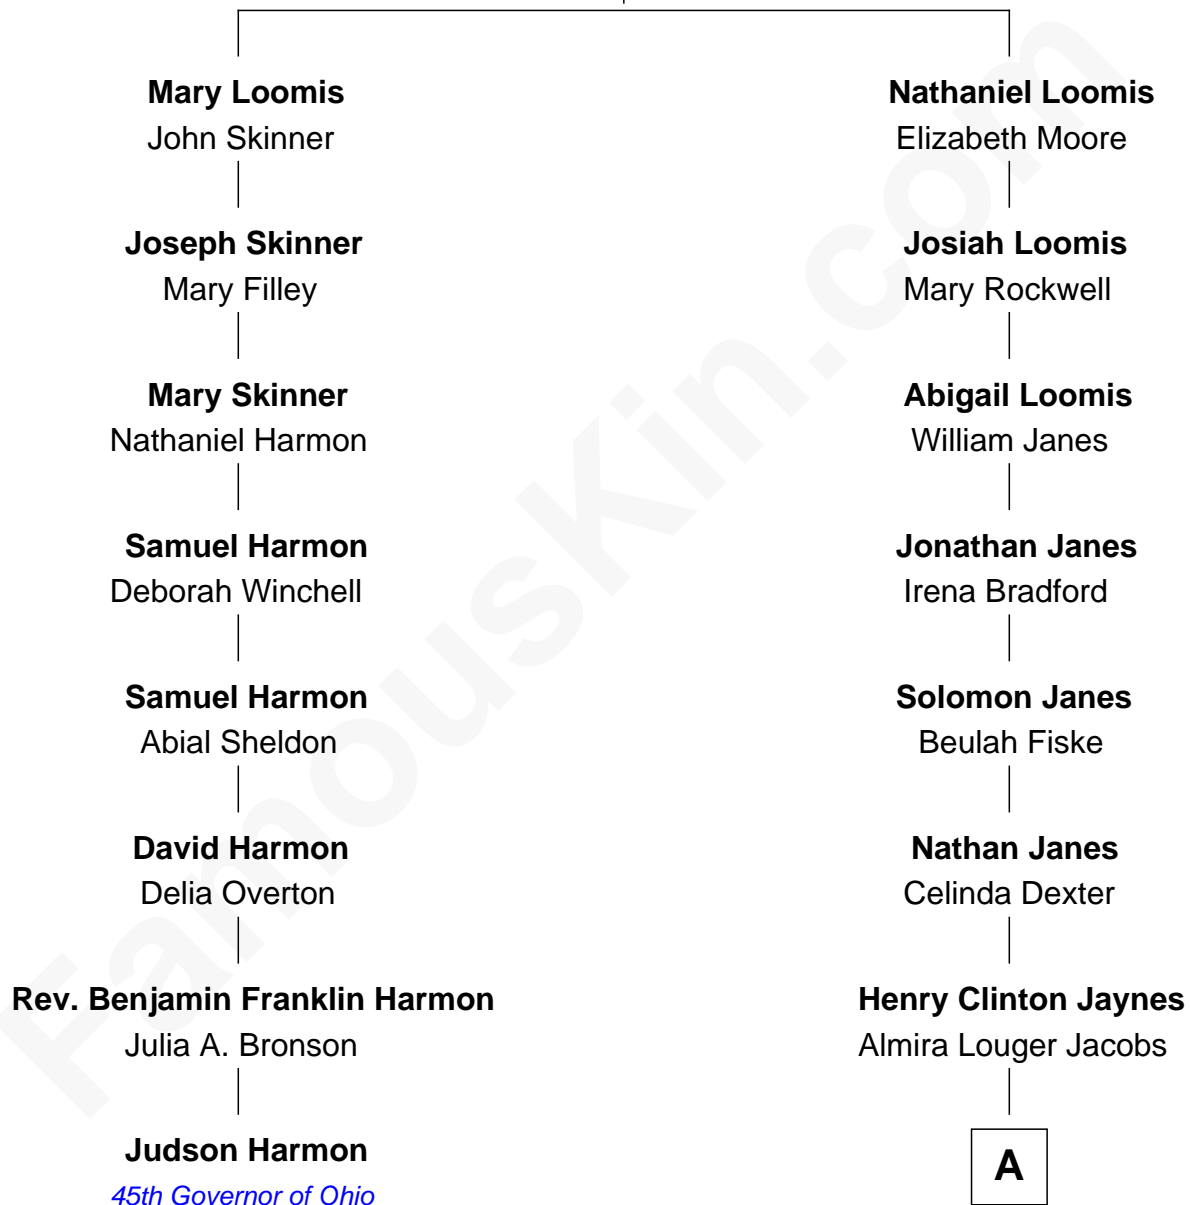 Mary Loomis
John Skinner
Joseph Skinner
Mary Filley
Mary Skinner
Nathaniel Harmon
Samuel Harmon
Deborah Winchell
Samuel Harmon
Abial Sheldon
David Harmon
Delia Overton
Rev. Benjamin Franklin Harmon
Julia A. Bronson
Judson Harmon
45th Governor of Ohio
Nathaniel Loomis
Elizabeth Moore
Josiah Loomis
Mary Rockwell
Abigail Loomis
William Janes
Jonathan Janes
Irena Bradford
Solomon Janes
Beulah Fiske
Nathan Janes
Celinda Dexter
Henry Clinton Jaynes
Almira Louger Jacobs
A
FamousKin.com